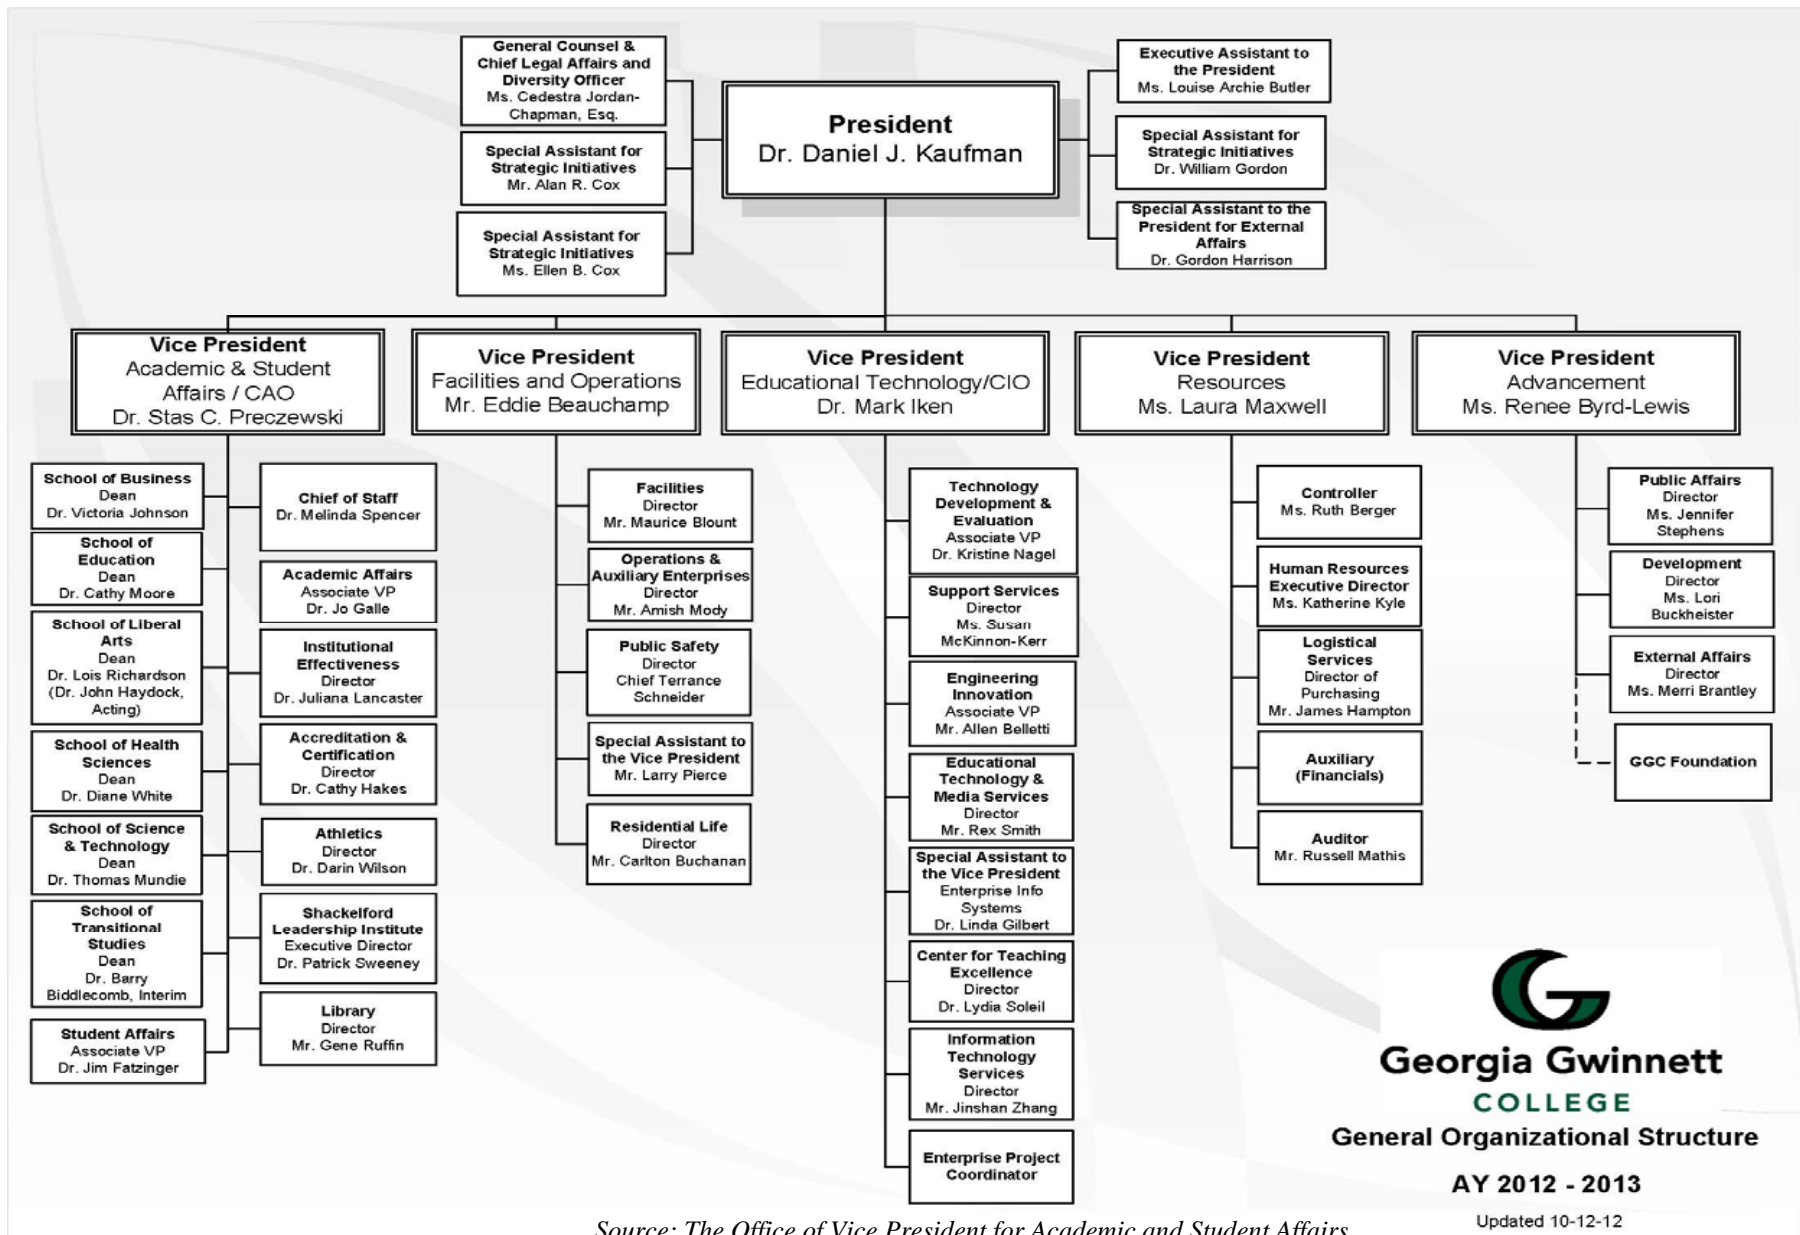 General Counsel &
Chief Legal Affairs and
Diversity Officer
Ms. Cedestra Jordan-
Chapman, Esq.
Special Assistant for
Strategic Initiatives
Mr. Alan R. Cox
Special Assistant for
Strategic Initiatives
Ms. Ellen B. Cox
President
Dr. Daniel J. Kaufman
Executive Assistant to
the President
Ms. Louise Archie Butler
Special Assistant for
Strategic Initiatives
Dr. William Gordon
Special Assistant to the
President for External
Affairs
Dr. Gordon Harrison
Vice President
Academic & Student
Affairs / CAO
Dr. Stas C. Preczewski
Vice President
Facilities and Operations
Mr. Eddie Beauchamp
Vice President
Educational Technology/CIO
Dr. Mark Iken
Vice President
Resources
Ms. Laura Maxwell
Vice President
Advancement
Ms. Renee Byrd-Lewis
School of Business
Dean
Dr. Victoria Johnson
School of
Education
Dean
Dr. Cathy Moore
School of Liberal
Arts
Dean
Dr. Lois Richardson
(Dr. John Haydock,
Acting)
School of Health
Sciences
Dean
Dr. Diane White
School of Science
& Technology
Dean
Dr. Thomas Mundie
School of
Transitional
Studies
Dean
Dr. Barry
Biddlecomb, Interim
Student Affairs
Associate VP
Dr. Jim Fatzinger
Chief of Staff
Dr. Melinda Spencer
Academic Affairs
Associate VP
Dr. Jo Galle
Institutional
Effectiveness
Director
Dr. Juliana Lancaster
Accreditation &
Certification
Director
Dr. Cathy Hakes
Athletics
Director
Dr. Darin Wilson
Shackelford
Leadership Institute
Executive Director
Dr. Patrick Sweeney
Library
Director
Mr. Gene Ruffin
Facilities
Director
Mr. Maurice Blount
Operations &
Auxiliary Enterprises
Director
Mr. Amish Mody
Public Safety
Director
Chief Terrance
Schneider
Special Assistant to
the Vice President
Mr. Larry Pierce
Residential Life
Director
Mr. Carlton Buchanan
Technology
Development &
Evaluation
Associate VP
Dr. Kristine Nagel
Support Services
Director
Ms. Susan
McKinnon-Kerr
Engineering
Innovation
Associate VP
Mr. Allen Belletti
Educational
Technology &
Media Services
Director
Mr. Rex Smith
Special Assistant to
the Vice President
Enterprise Info
Systems
Dr. Linda Gilbert
Center for Teaching
Excellence
Director
Dr. Lydia Soleil
Information
Technology
Services
Director
Mr. Jinshan Zhang
Enterprise Project
Coordinator
Controller
Ms. Ruth Berger
Human Resources
Executive Director
Ms. Katherine Kyle
Logistical
Services
Director of
Purchasing
Mr. James Hampton
Auxiliary
(Financials)
Auditor
Mr. Russell Mathis
Public Affairs
Director
Ms. Jennifer
Stephens
Development
Director
Ms. Lori
Buckheister
External Affairs
Director
Ms. Merri Brantley
GGC Foundation
Georgia Gwinnett
COLLEGE
General Organizational Structure
AY 2012 - 2013
Updated 10-12-12
Source: The Office of Vice President for Academic and Student Affairs